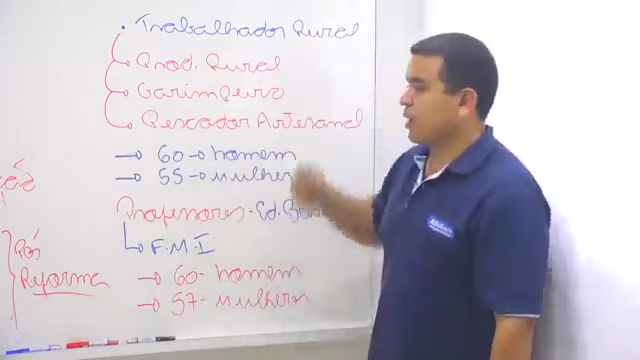 • Trabalhador Rural
Prod. Rural
Garimpeiro
Pescador Artesanal
→ 60 → homem
→ 55 → mulher
Professores - Ed.
↳ F.M.I
Pós
Reforma
→ 60 - homem
→ 57 - mulheres